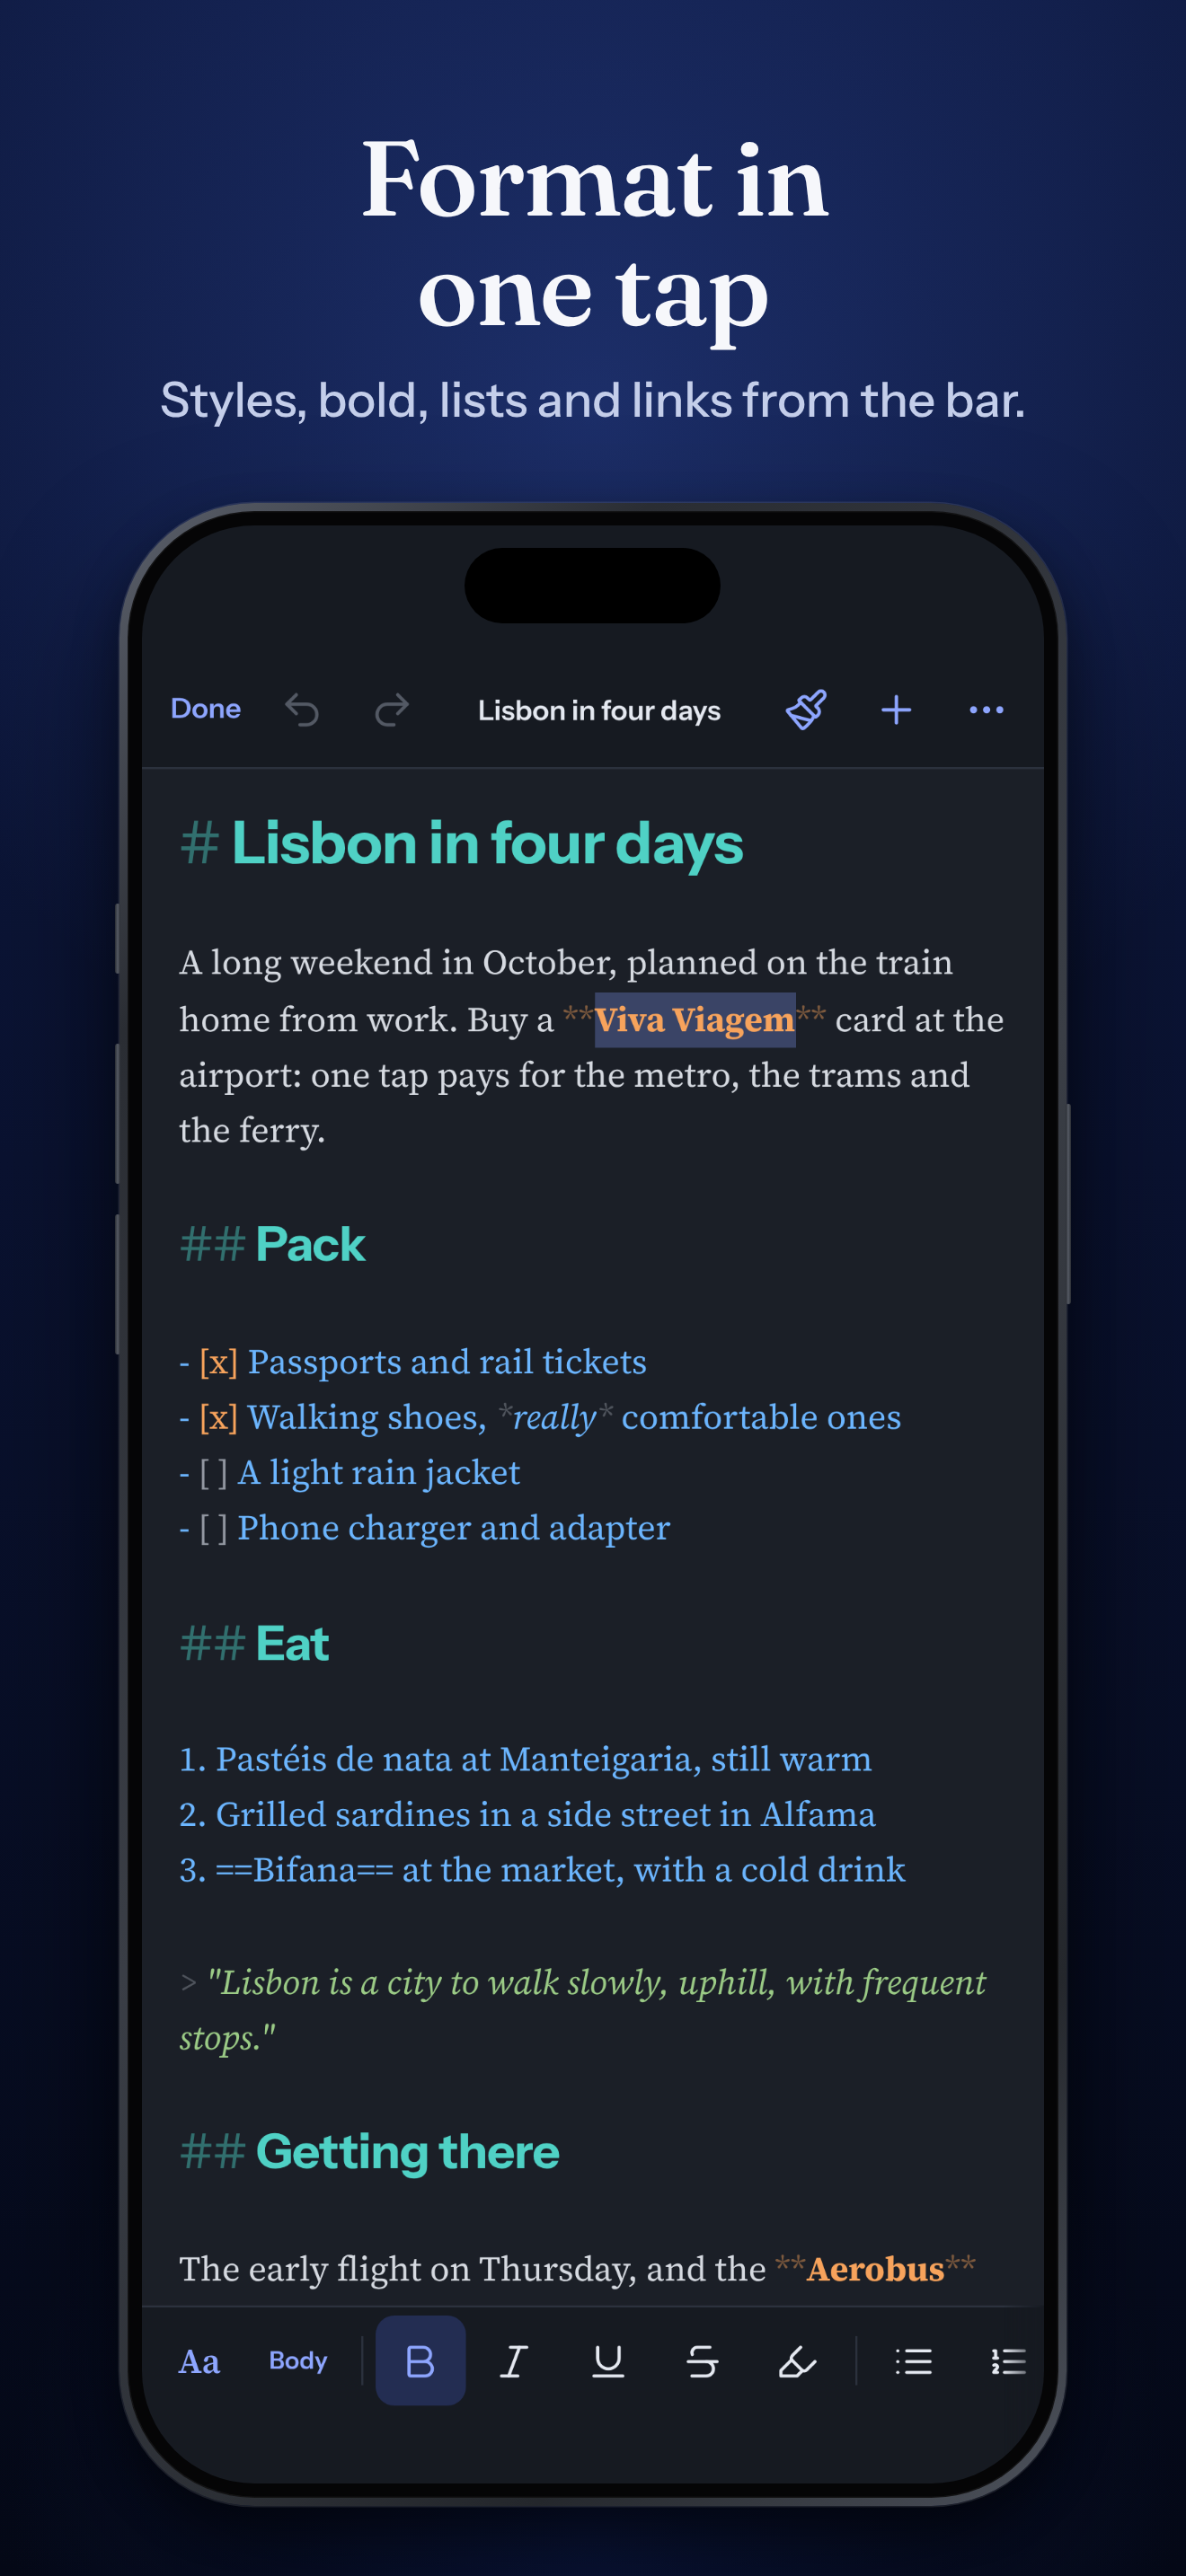 Format in
one tap
Styles, bold, lists and links from the bar.
Done
Lisbon in four days
# Lisbon in four days
A long weekend in October, planned on the train
home from work. Buy a **Viva Viagem** card at the
airport: one tap pays for the metro, the trams and
the ferry.
## Pack
- [x] Passports and rail tickets
- [x] Walking shoes, *really* comfortable ones
- [ ] A light rain jacket
- [ ] Phone charger and adapter
## Eat
1. Pastéis de nata at Manteigaria, still warm
2. Grilled sardines in a side street in Alfama
3. ==Bifana== at the market, with a cold drink
> "Lisbon is a city to walk slowly, uphill, with frequent
stops."
## Getting there
The early flight on Thursday, and the **Aerobus**
Aa Body B I U S